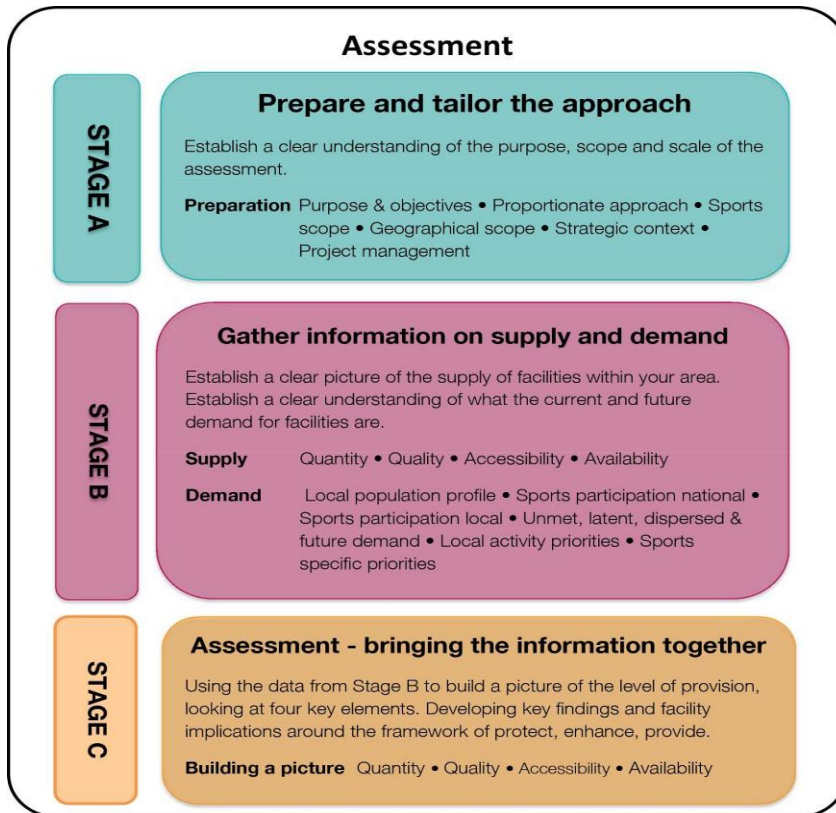 Assessment
STAGE A
Prepare and tailor the approach
Establish a clear understanding of the purpose, scope and scale of the
assessment.
Preparation Purpose & objectives • Proportionate approach • Sports
scope • Geographical scope • Strategic context •
Project management
STAGE B
Gather information on supply and demand
Establish a clear picture of the supply of facilities within your area.
Establish a clear understanding of what the current and future
demand for facilities are.
Supply Quantity • Quality • Accessibility • Availability
Demand Local population profile • Sports participation national •
Sports participation local • Unmet, latent, dispersed &
future demand • Local activity priorities • Sports
specific priorities
STAGE C
Assessment - bringing the information together
Using the data from Stage B to build a picture of the level of provision,
looking at four key elements. Developing key findings and facility
implications around the framework of protect, enhance, provide.
Building a picture Quantity • Quality • Accessibility • Availability